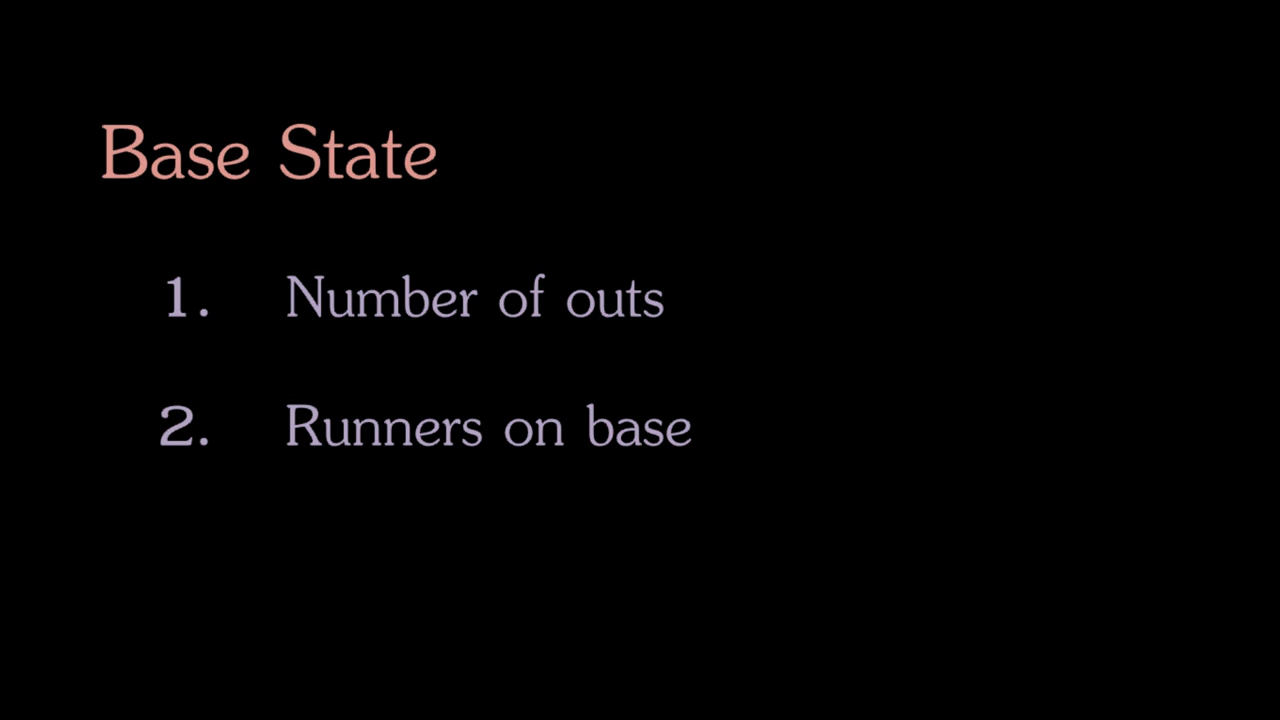 Base State
1. Number of outs
2. Runners on base